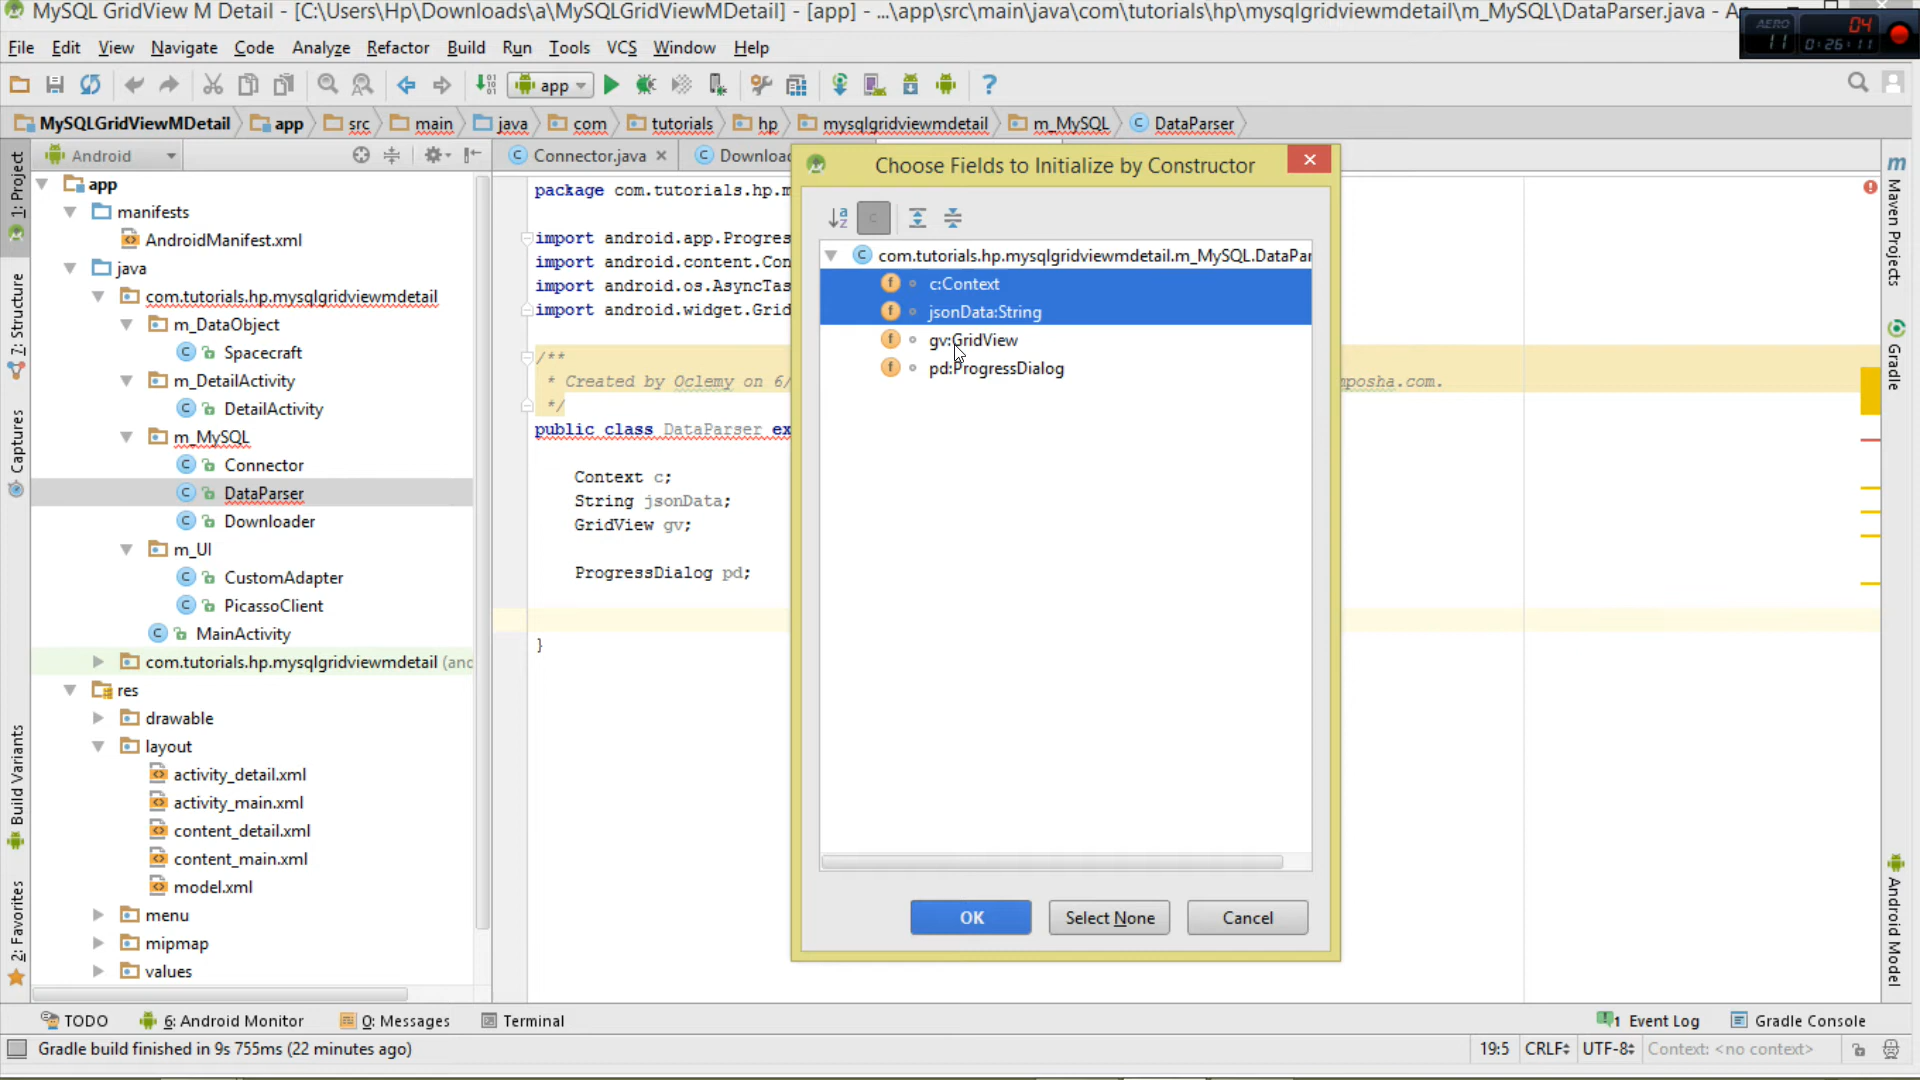 MySQL GridView M Detail - [C:\Users\Hp\Downloads\a\MySQLGridViewMDetail] - [app] - ...\app\src\main\java\com\tutorials\hp\mysqlgridviewmdetail\m_MySQL\DataParser.java - A
AERO 04
11 0:26:11
File Edit View Navigate Code Analyze Refactor Build Run Tools VCS Window Help
app
MySQLGridViewMDetail app src main java com tutorials hp mysqlgridviewmdetail m_MySQL DataParser
Android
Connector.java
Downloa
Choose Fields to Initialize by Constructor
1: Project
7: Structure
Captures
Build Variants
2: Favorites
app
manifests
AndroidManifest.xml
java
com.tutorials.hp.mysqlgridviewmdetail
m_DataObject
Spacecraft
m_DetailActivity
DetailActivity
m_MySQL
Connector
DataParser
Downloader
m_UI
CustomAdapter
PicassoClient
MainActivity
com.tutorials.hp.mysqlgridviewmdetail (and
res
drawable
layout
activity_detail.xml
activity_main.xml
content_detail.xml
content_main.xml
model.xml
menu
mipmap
values
package com.tutorials.hp.m
import android.app.Progres
import android.content.Con
import android.os.AsyncTas
import android.widget.Grid
/**
* Created by Oclemy on 6/ mposha.com.
*/
public class DataParser ex
Context c;
String jsonData;
GridView gv;
ProgressDialog pd;
}
com.tutorials.hp.mysqlgridviewmdetail.m_MySQL.DataPar
c:Context
jsonData:String
gv:GridView
pd:ProgressDialog
OK Select None Cancel
m Maven Projects
Gradle
Android Model
TODO 6: Android Monitor 0: Messages Terminal 1 Event Log Gradle Console
Gradle build finished in 9s 755ms (22 minutes ago) 19:5 CRLF UTF-8 Context: <no context>